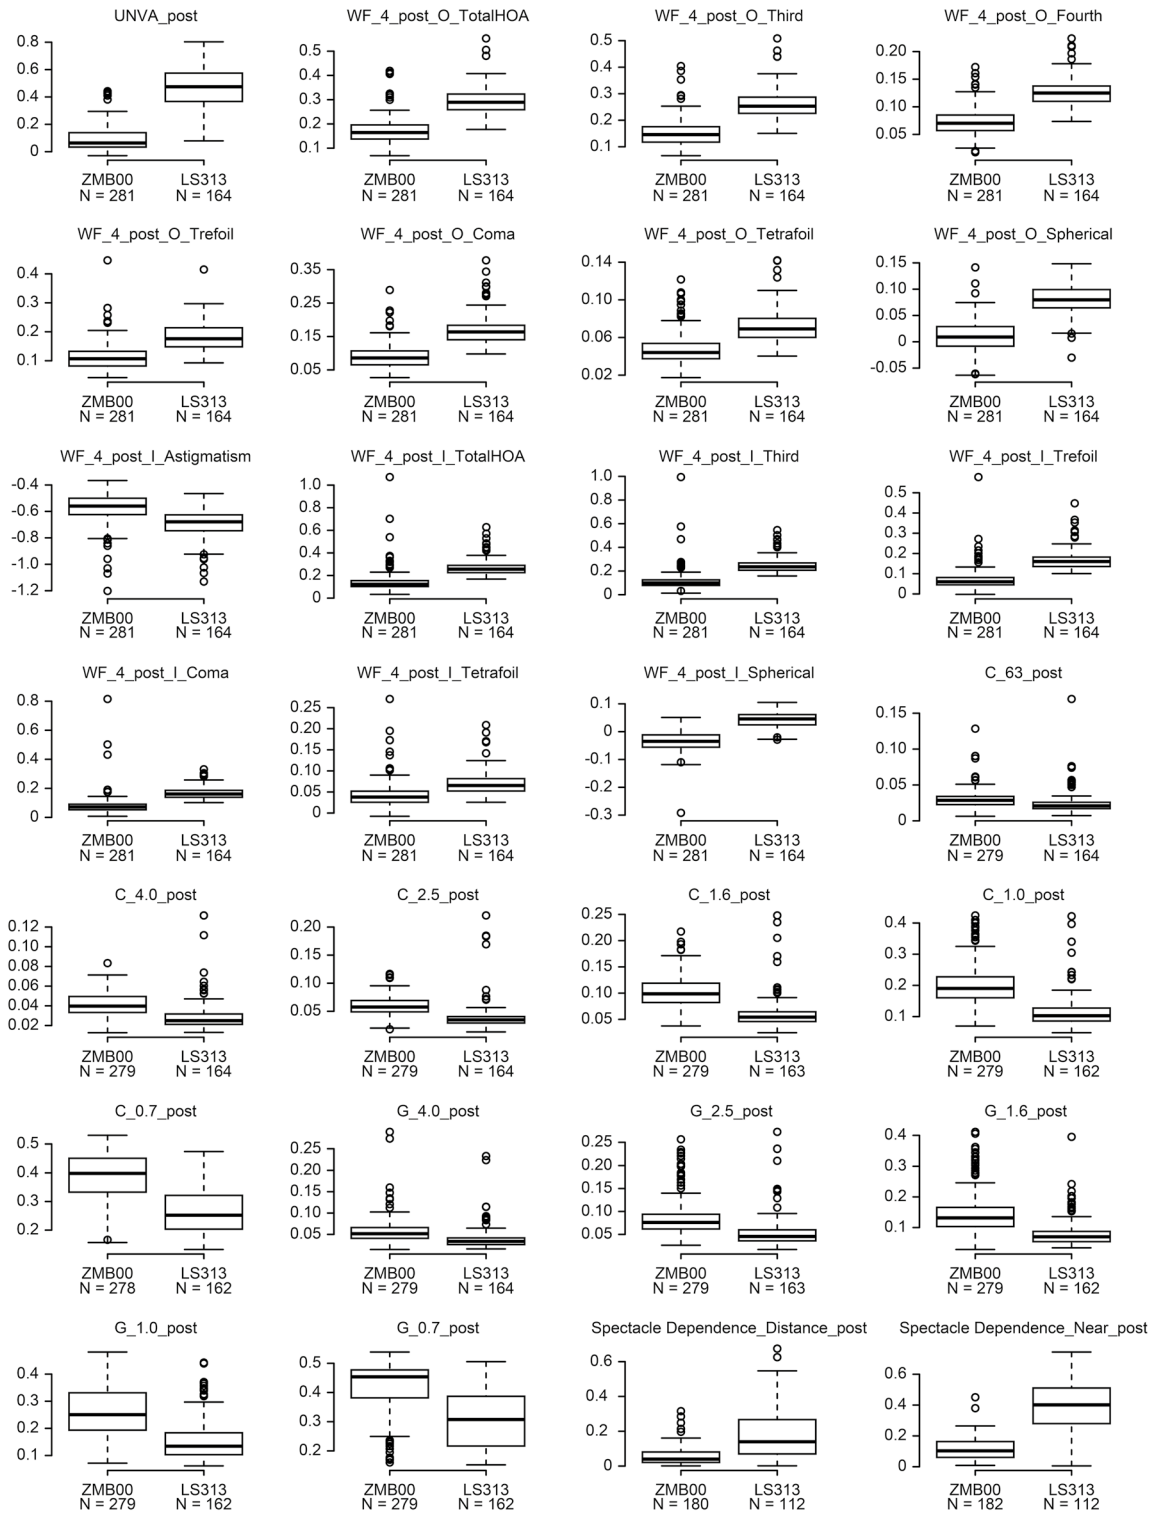 UNVA_post
WF_4_post_O_TotalHOA
WF_4_post_O_Third
WF_4_post_O_Fourth
0.8
0.6
0.4
0.2
0
0.5
0.4
0.3
0.2
0.1
0.5
0.4
0.3
0.2
0.1
0.20
0.15
0.10
0.05
ZMB00 LS313
N = 281 N = 164
ZMB00 LS313
N = 281 N = 164
ZMB00 LS313
N = 281 N = 164
ZMB00 LS313
N = 281 N = 164
WF_4_post_O_Trefoil
WF_4_post_O_Coma
WF_4_post_O_Tetrafoil
WF_4_post_O_Spherical
0.4
0.3
0.2
0.1
0.35
0.25
0.15
0.05
0.14
0.10
0.06
0.02
0.15
0.10
0.05
0
-0.05
ZMB00 LS313
N = 281 N = 164
ZMB00 LS313
N = 281 N = 164
ZMB00 LS313
N = 281 N = 164
ZMB00 LS313
N = 281 N = 164
WF_4_post_I_Astigmatism
WF_4_post_I_TotalHOA
WF_4_post_I_Third
WF_4_post_I_Trefoil
-0.4
-0.6
-0.8
-1.0
-1.2
1.0
0.8
0.6
0.4
0.2
0
1.0
0.8
0.6
0.4
0.2
0
0.5
0.4
0.3
0.2
0.1
0
ZMB00 LS313
N = 281 N = 164
ZMB00 LS313
N = 281 N = 164
ZMB00 LS313
N = 281 N = 164
ZMB00 LS313
N = 281 N = 164
WF_4_post_I_Coma
WF_4_post_I_Tetrafoil
WF_4_post_I_Spherical
C_63_post
0.8
0.6
0.4
0.2
0
0.25
0.20
0.15
0.10
0.05
0
0.1
0
-0.1
-0.2
-0.3
0.15
0.10
0.05
0
ZMB00 LS313
N = 281 N = 164
ZMB00 LS313
N = 281 N = 164
ZMB00 LS313
N = 281 N = 164
ZMB00 LS313
N = 279 N = 164
C_4.0_post
C_2.5_post
C_1.6_post
C_1.0_post
0.12
0.10
0.08
0.06
0.04
0.02
0.20
0.15
0.10
0.05
0.25
0.20
0.15
0.10
0.05
0.4
0.3
0.2
0.1
ZMB00 LS313
N = 279 N = 164
ZMB00 LS313
N = 279 N = 164
ZMB00 LS313
N = 279 N = 163
ZMB00 LS313
N = 279 N = 162
C_0.7_post
G_4.0_post
G_2.5_post
G_1.6_post
0.5
0.4
0.3
0.2
0.25
0.20
0.15
0.10
0.05
0.25
0.20
0.15
0.10
0.05
0.4
0.3
0.2
0.1
ZMB00 LS313
N = 278 N = 162
ZMB00 LS313
N = 279 N = 164
ZMB00 LS313
N = 279 N = 163
ZMB00 LS313
N = 279 N = 162
G_1.0_post
G_0.7_post
Spectacle Dependence_Distance_post
Spectacle Dependence_Near_post
0.4
0.3
0.2
0.1
0.5
0.4
0.3
0.2
0.6
0.4
0.2
0
0.6
0.4
0.2
0
ZMB00 LS313
N = 279 N = 162
ZMB00 LS313
N = 279 N = 162
ZMB00 LS313
N = 180 N = 112
ZMB00 LS313
N = 182 N = 112